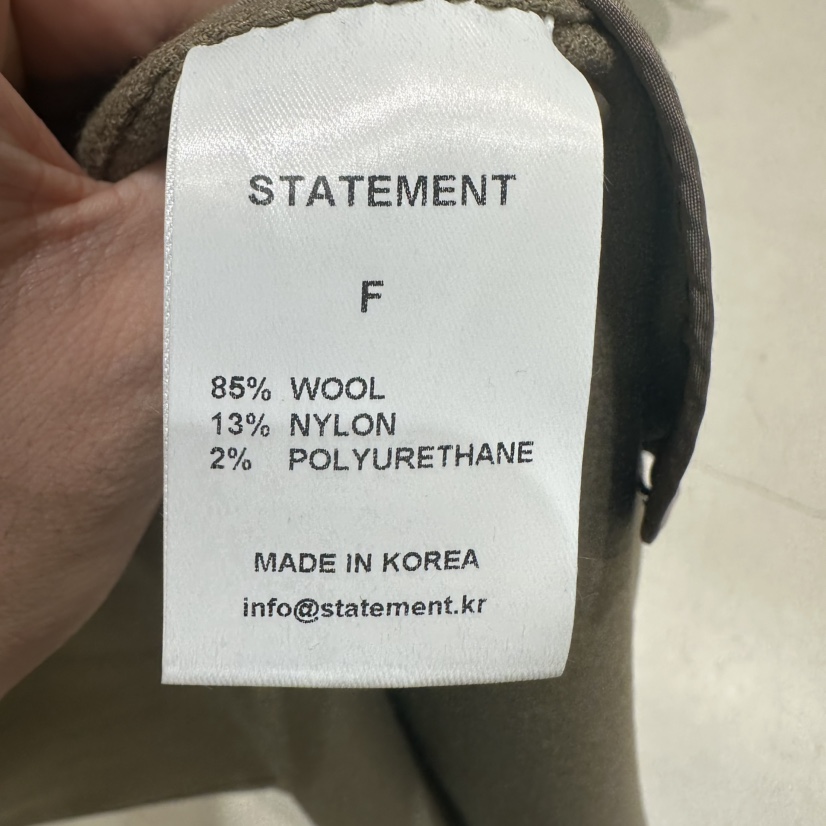 STATEMENT
F
85% WOOL
13% NYLON
2% POLYURETHANE
MADE IN KOREA
info@statement.kr